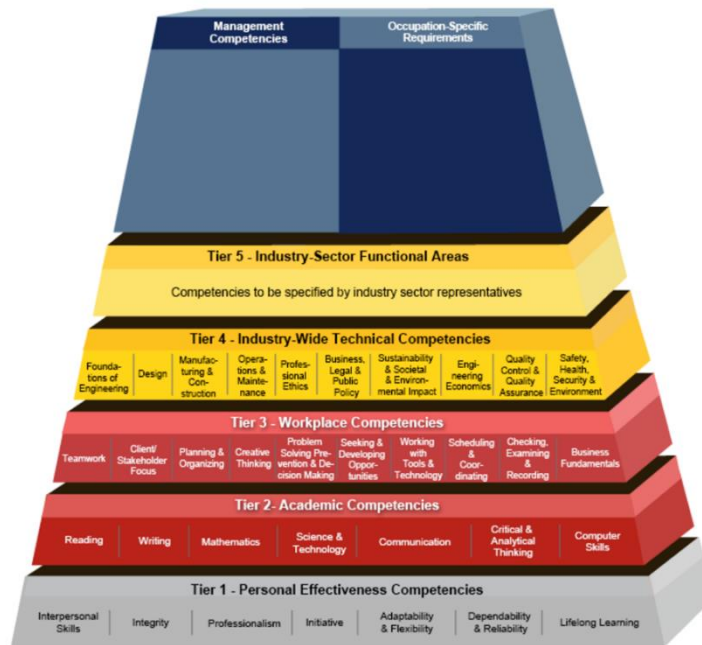 Management
Competencies
Occupation-Specific
Requirements
Tier 5 - Industry-Sector Functional Areas
Competencies to be specified by industry sector representatives
Tier 4 - Industry-Wide Technical Competencies
Founda-
tions of
Engineering
Design
Manufac-
turing &
Con-
struction
Opera-
tions &
Mainte-
nance
Profes-
sional
Ethics
Business,
Legal &
Public
Policy
Sustainability
& Societal
& Environ-
mental Impact
Engi-
neering
Economics
Quality
Control &
Quality
Assurance
Safety,
Health,
Security &
Environment
Tier 3 - Workplace Competencies
Teamwork
Client/
Stakeholder
Focus
Planning &
Organizing
Creative
Thinking
Problem
Solving Pre-
vention & De-
cision Making
Seeking &
Developing
Oppor-
tunities
Working
with
Tools &
Technology
Scheduling
&
Coor-
dinating
Checking,
Examining
&
Recording
Business
Fundamentals
Tier 2- Academic Competencies
Reading
Writing
Mathematics
Science &
Technology
Communication
Critical &
Analytical
Thinking
Computer
Skills
Tier 1 - Personal Effectiveness Competencies
Interpersonal
Skills
Integrity
Professionalism
Initiative
Adaptability
& Flexibility
Dependability
& Reliability
Lifelong Learning